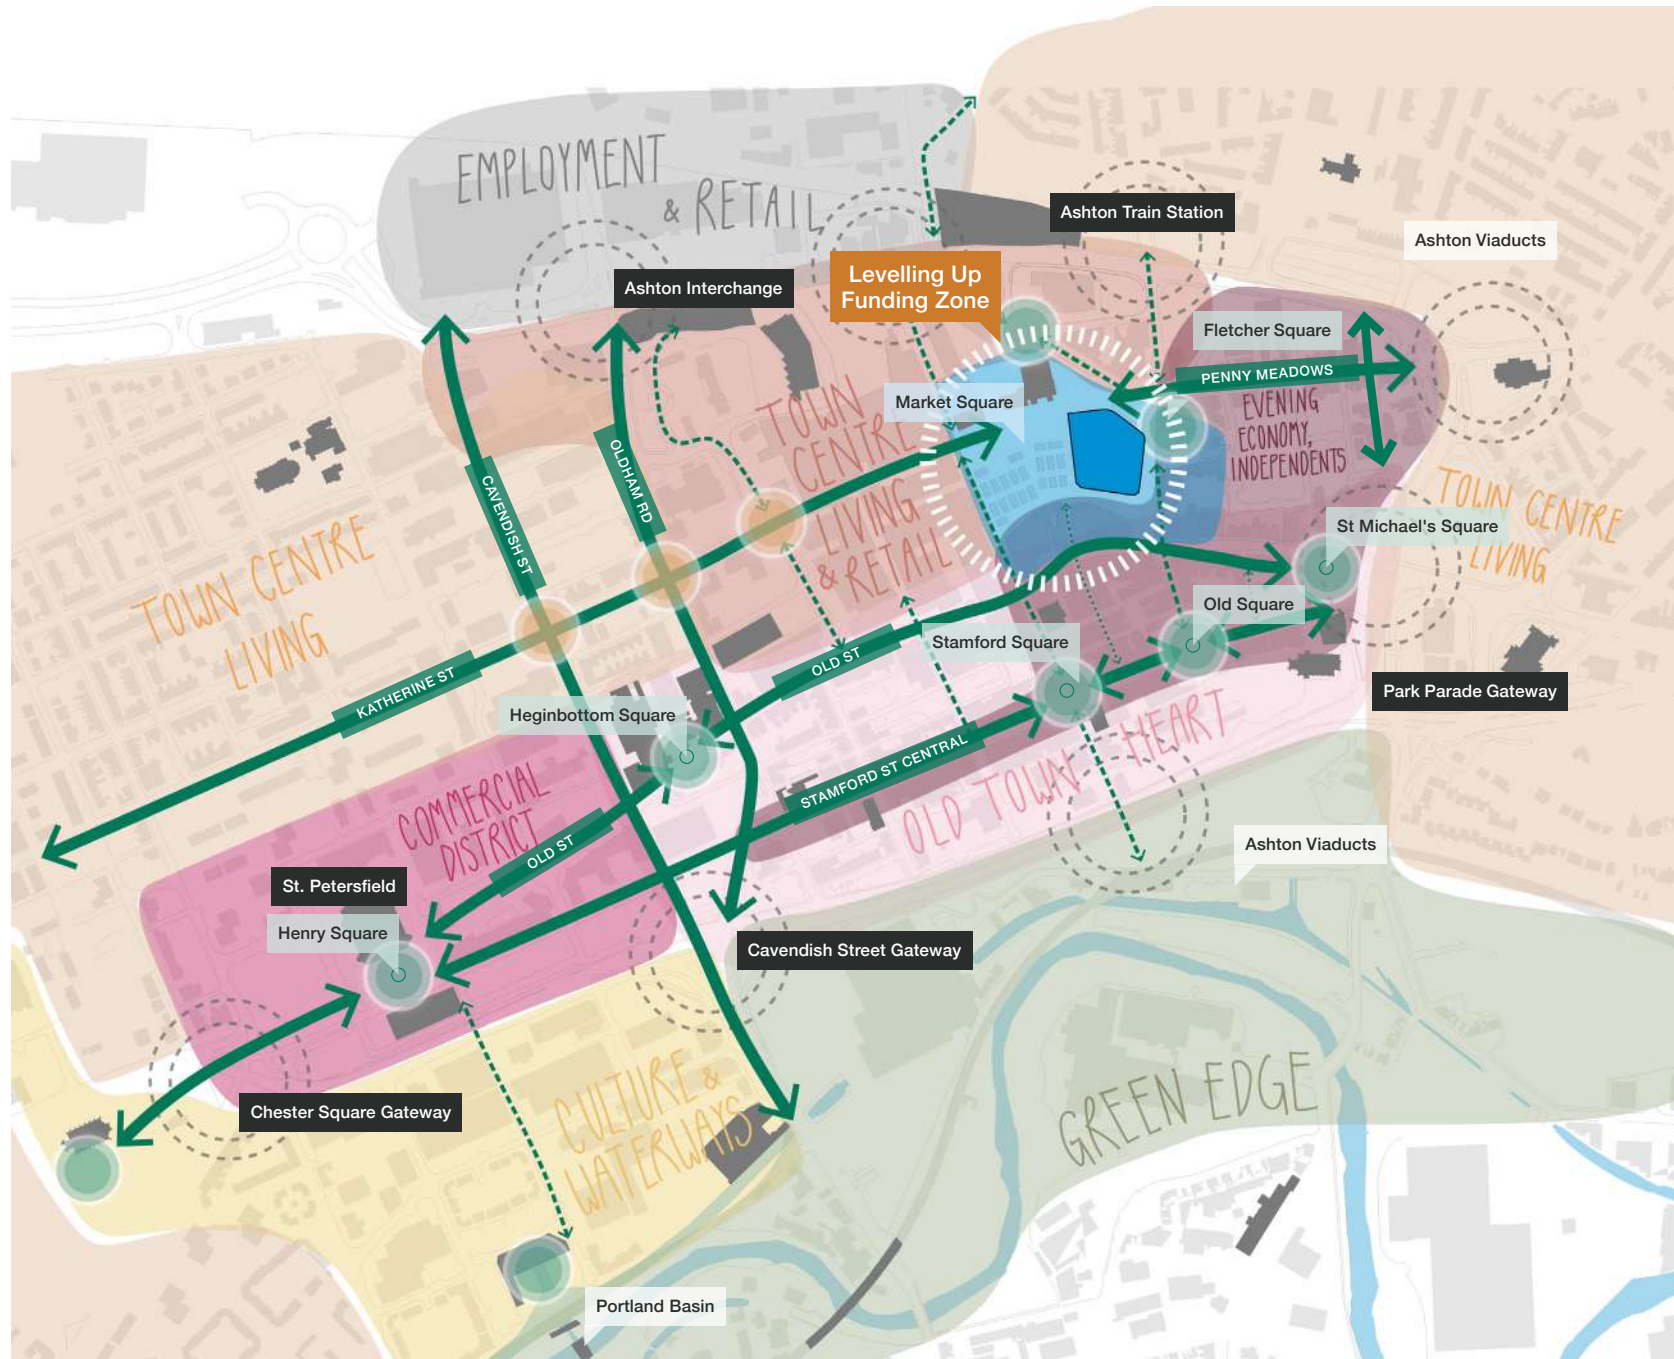 EMPLOYMENT
& RETAIL
Ashton Train Station
Ashton Viaducts
Ashton Interchange
Levelling Up
Funding Zone
Fletcher Square
PENNY MEADOWS
Market Square
EVENING
ECONOMY,
INDEPENDENTS
TOWN
CENTRE
LIVING
& RETAIL
OLDHAM RD
CAVENDISH ST
TOWN CENTRE
LIVING
St Michael's Square
TOWN CENTRE
LIVING
Old Square
Stamford Square
OLD ST
KATHERINE ST
Heginbottom Square
Park Parade Gateway
STAMFORD ST CENTRAL
OLD TOWN HEART
COMMERCIAL
DISTRICT
OLD ST
Ashton Viaducts
St. Petersfield
Henry Square
Cavendish Street Gateway
Chester Square Gateway
CULTURE &
WATERWAYS
GREEN EDGE
Portland Basin